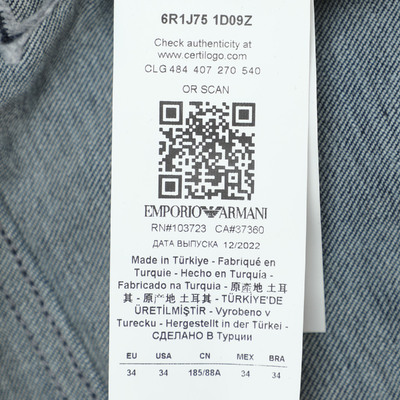 6R1J75 1D09Z
Check authenticity at
www.certilogo.com
CLG 484 407 270 540
OR SCAN
EMPORIO ARMANI
RN#103723 CA#37360
ДАТА ВЫПУСКА 12/2022
Made in Türkiye - Fabriqué en
Turquie - Hecho en Turquía -
Fabricado na Turquia - 原產地 土耳
其 - 原产地 土耳其 - TÜRKİYE'DE
ÜRETİLMİŞTİR - Vyrobeno v
Turecku - Hergestellt in der Türkei -
СДЕЛАНО В Турции
EU USA CN MEX BRA
34 34 185/88A 34 34